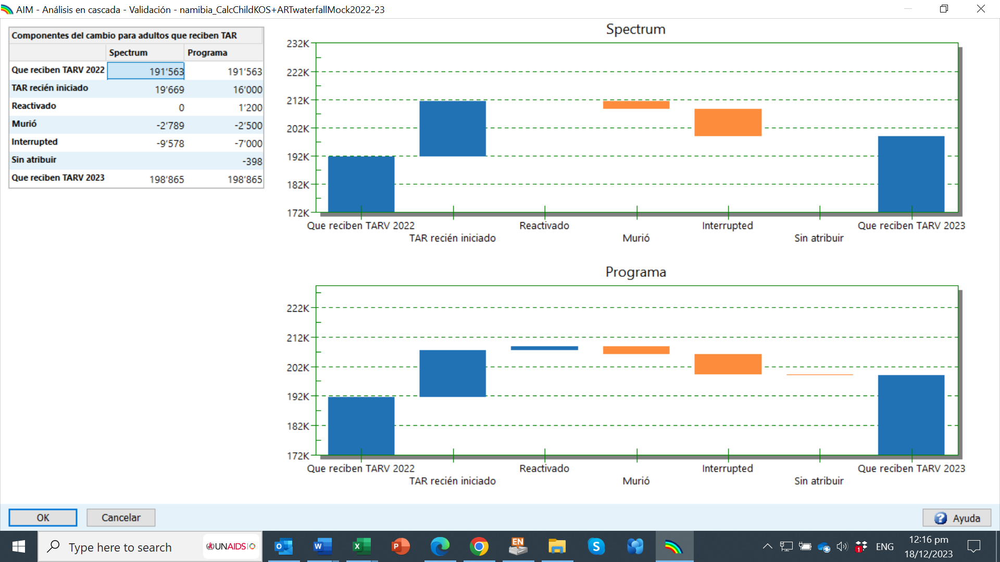 AIM - Análisis en cascada - Validación - namibia_CalcChildKOS+ARTwaterfallMock2022-23
Componentes del cambio para adultos que reciben TAR
Spectrum Programa
Que reciben TARV 2022 191'563 191'563
TAR recién iniciado 19'669 16'000
Reactivado 0 1'200
Murió -2'789 -2'500
Interrupted -9'578 -7'000
Sin atribuir -398
Que reciben TARV 2023 198'865 198'865
Spectrum
232K
222K
212K
202K
192K
182K
172K
Que reciben TARV 2022 Reactivado Interrupted Que reciben TARV 2023
TAR recién iniciado Murió Sin atribuir
Programa
222K
212K
202K
192K
182K
172K
Que reciben TARV 2022 Reactivado Interrupted Que reciben TARV 2023
TAR recién iniciado Murió Sin atribuir
OK Cancelar ? Ayuda
Type here to search UNAIDS O W X P EN S 1 ENG 12:16 pm
18/12/2023